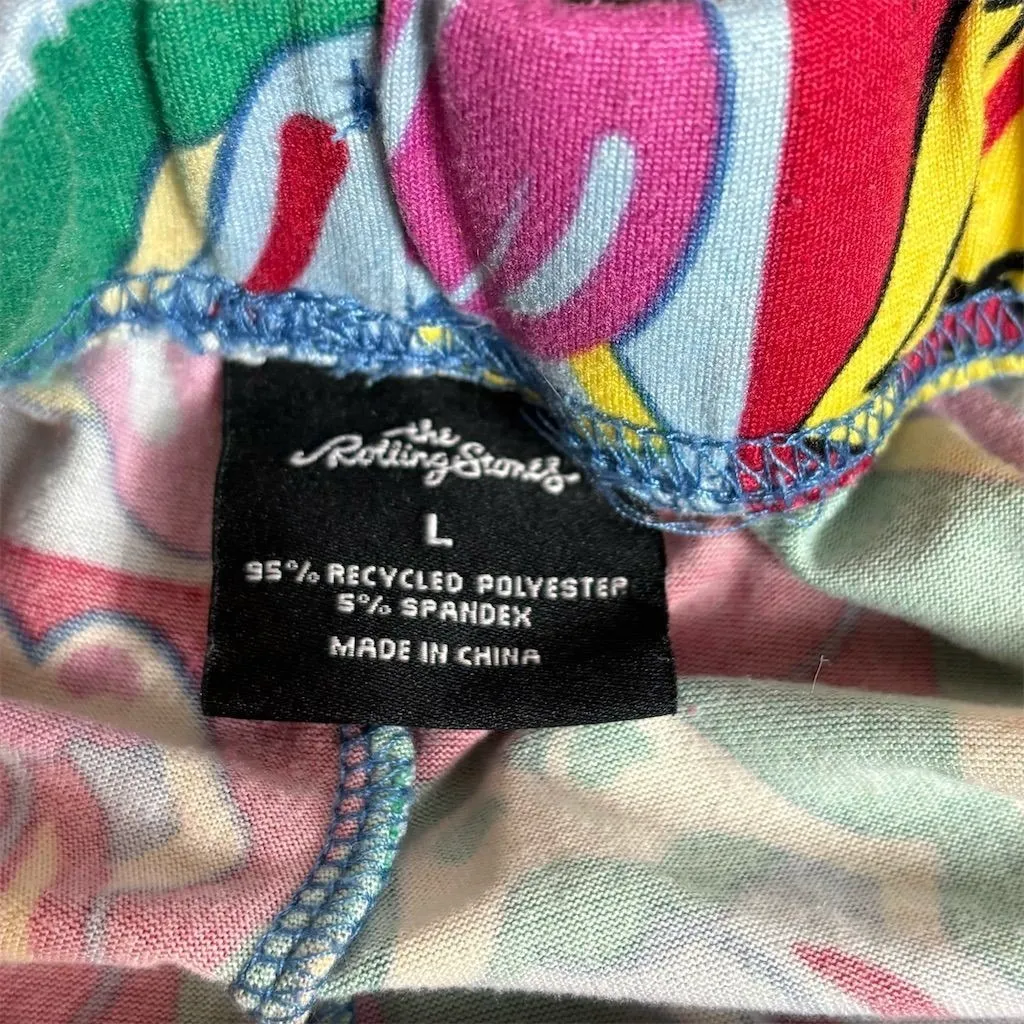 the
Rolling Stones
L
95% RECYCLED POLYESTER
5% SPANDEX
MADE IN CHINA